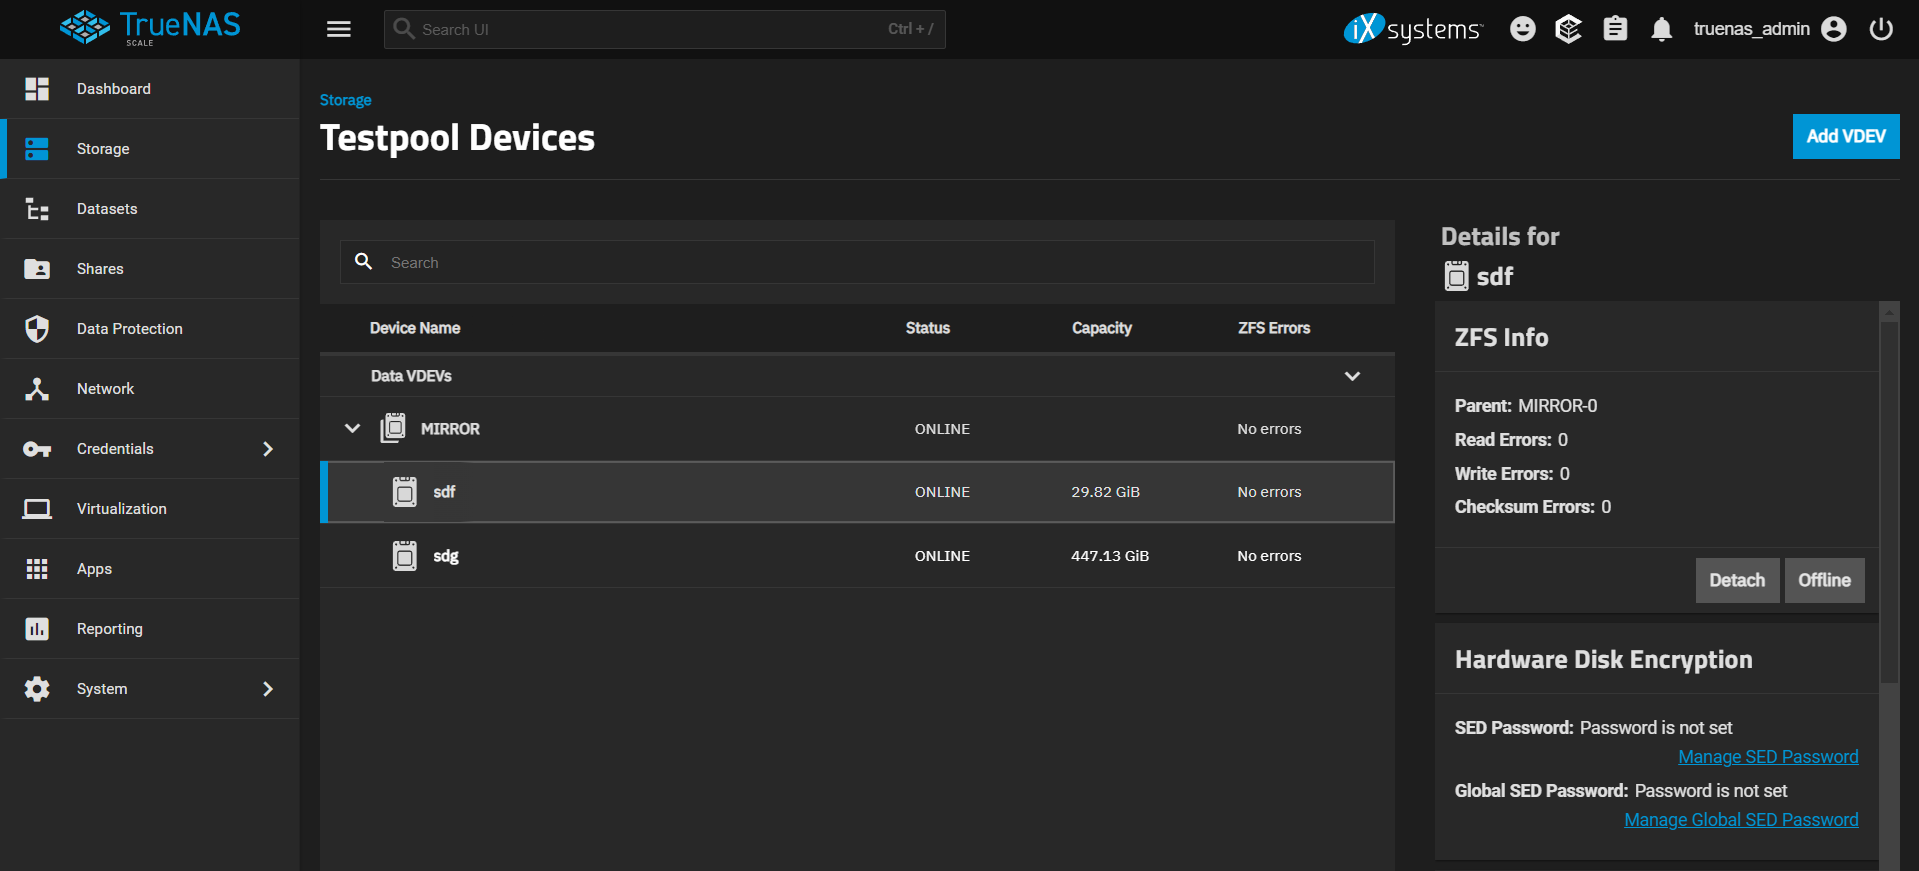 TrueNAS
SCALE
Search UI
Ctrl + /
iXsystems™
truenas_admin
Dashboard
Storage
Datasets
Shares
Data Protection
Network
Credentials
Virtualization
Apps
Reporting
System
Storage
Testpool Devices
Add VDEV
Search
Device Name Status Capacity ZFS Errors
Data VDEVs
MIRROR ONLINE No errors
sdf ONLINE 29.82 GiB No errors
sdg ONLINE 447.13 GiB No errors
Details for
sdf
ZFS Info
Parent: MIRROR-0
Read Errors: 0
Write Errors: 0
Checksum Errors: 0
Detach Offline
Hardware Disk Encryption
SED Password: Password is not set
Manage SED Password
Global SED Password: Password is not set
Manage Global SED Password